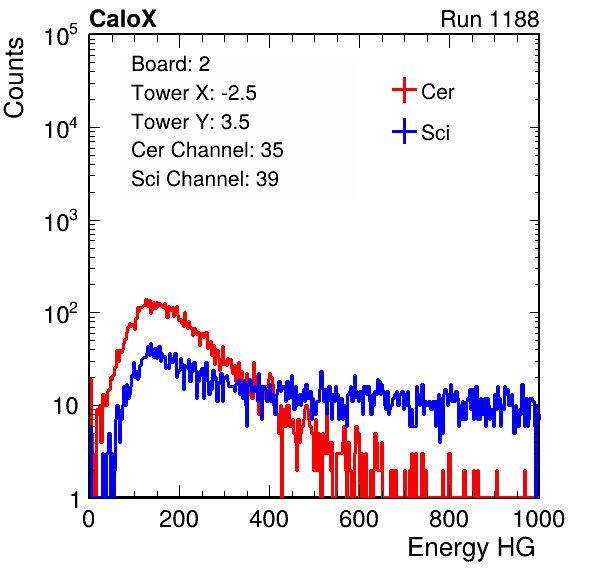 CaloX Run 1188
Counts
Board: 2
Tower X: -2.5
Tower Y: 3.5
Cer Channel: 35
Sci Channel: 39
Cer
Sci
10^5
10^4
10^3
10^2
10
1
0 200 400 600 800 1000
Energy HG